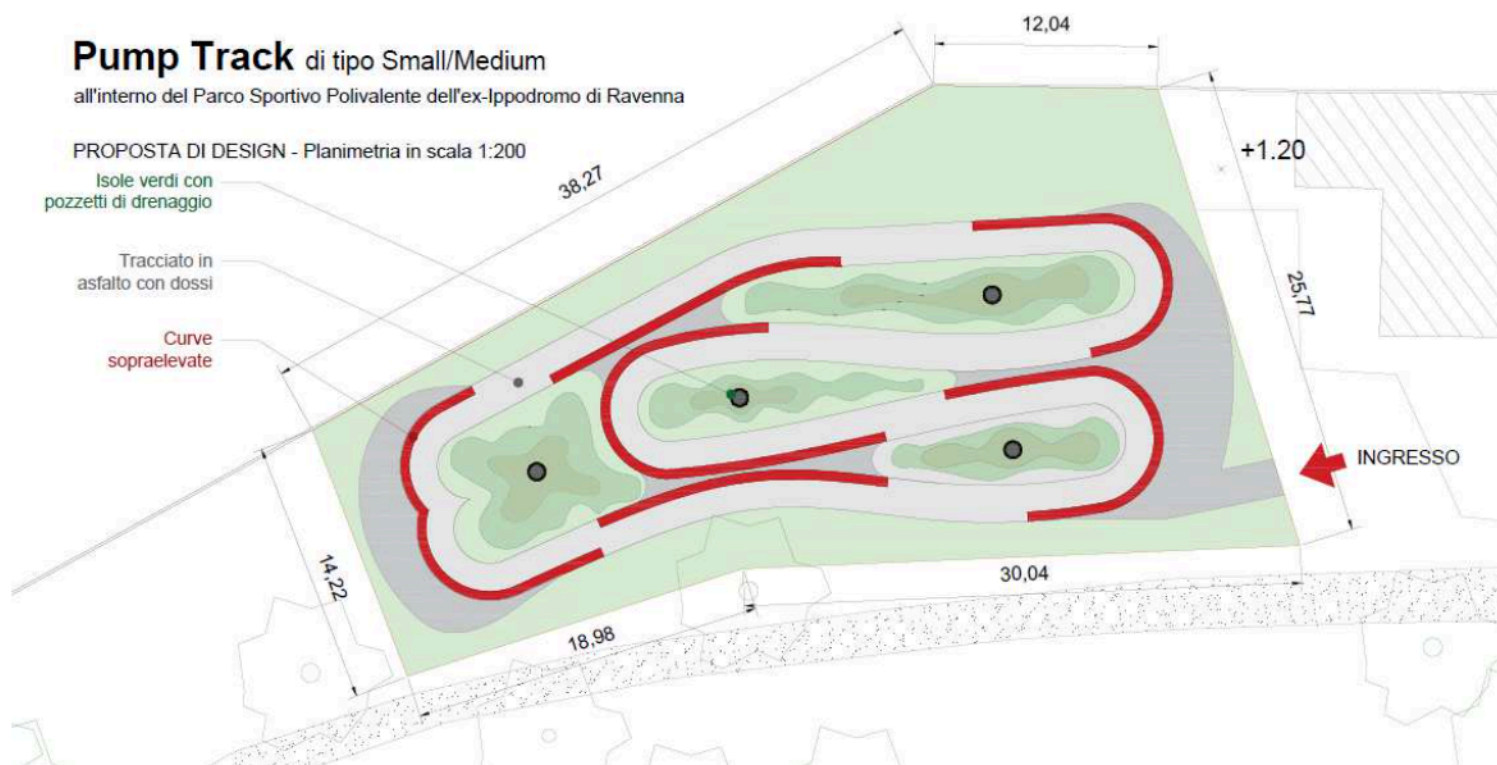 Pump Track di tipo Small/Medium
all'interno del Parco Sportivo Polivalente dell'ex-Ippodromo di Ravenna
PROPOSTA DI DESIGN - Planimetria in scala 1:200
Isole verdi con
pozzetti di drenaggio
Tracciato in
asfalto con dossi
Curve
sopraelevate
12,04
38,27
+1.20
25,77
INGRESSO
14,22
18,98
30,04